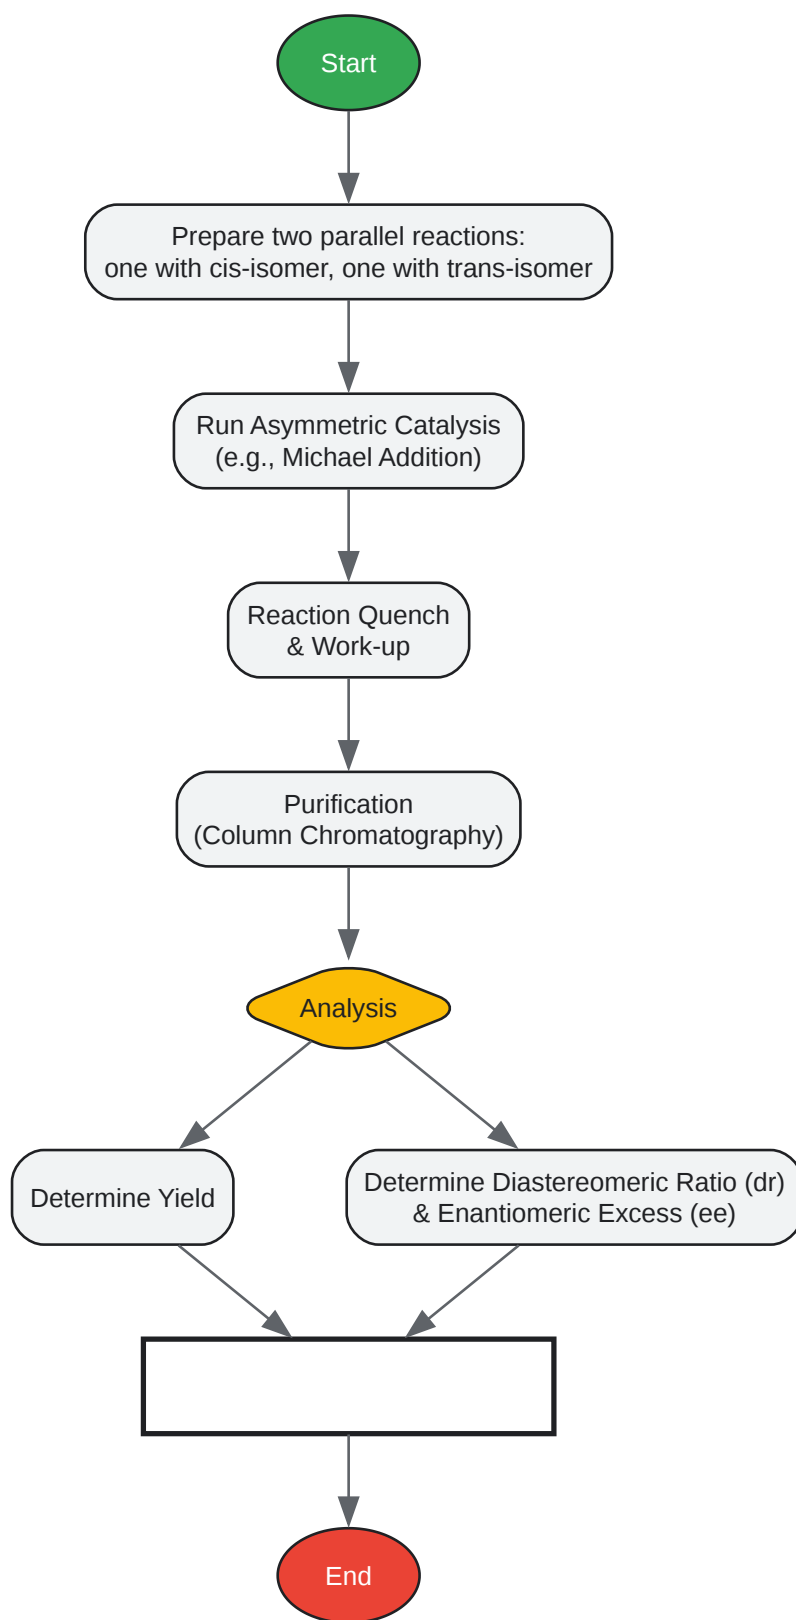 Start
Prepare two parallel reactions:
one with cis-isomer, one with trans-isomer
Run Asymmetric Catalysis
(e.g., Michael Addition)
Reaction Quench
& Work-up
Purification
(Column Chromatography)
Analysis
Determine Yield
Determine Diastereomeric Ratio (dr)
& Enantiomeric Excess (ee)
End